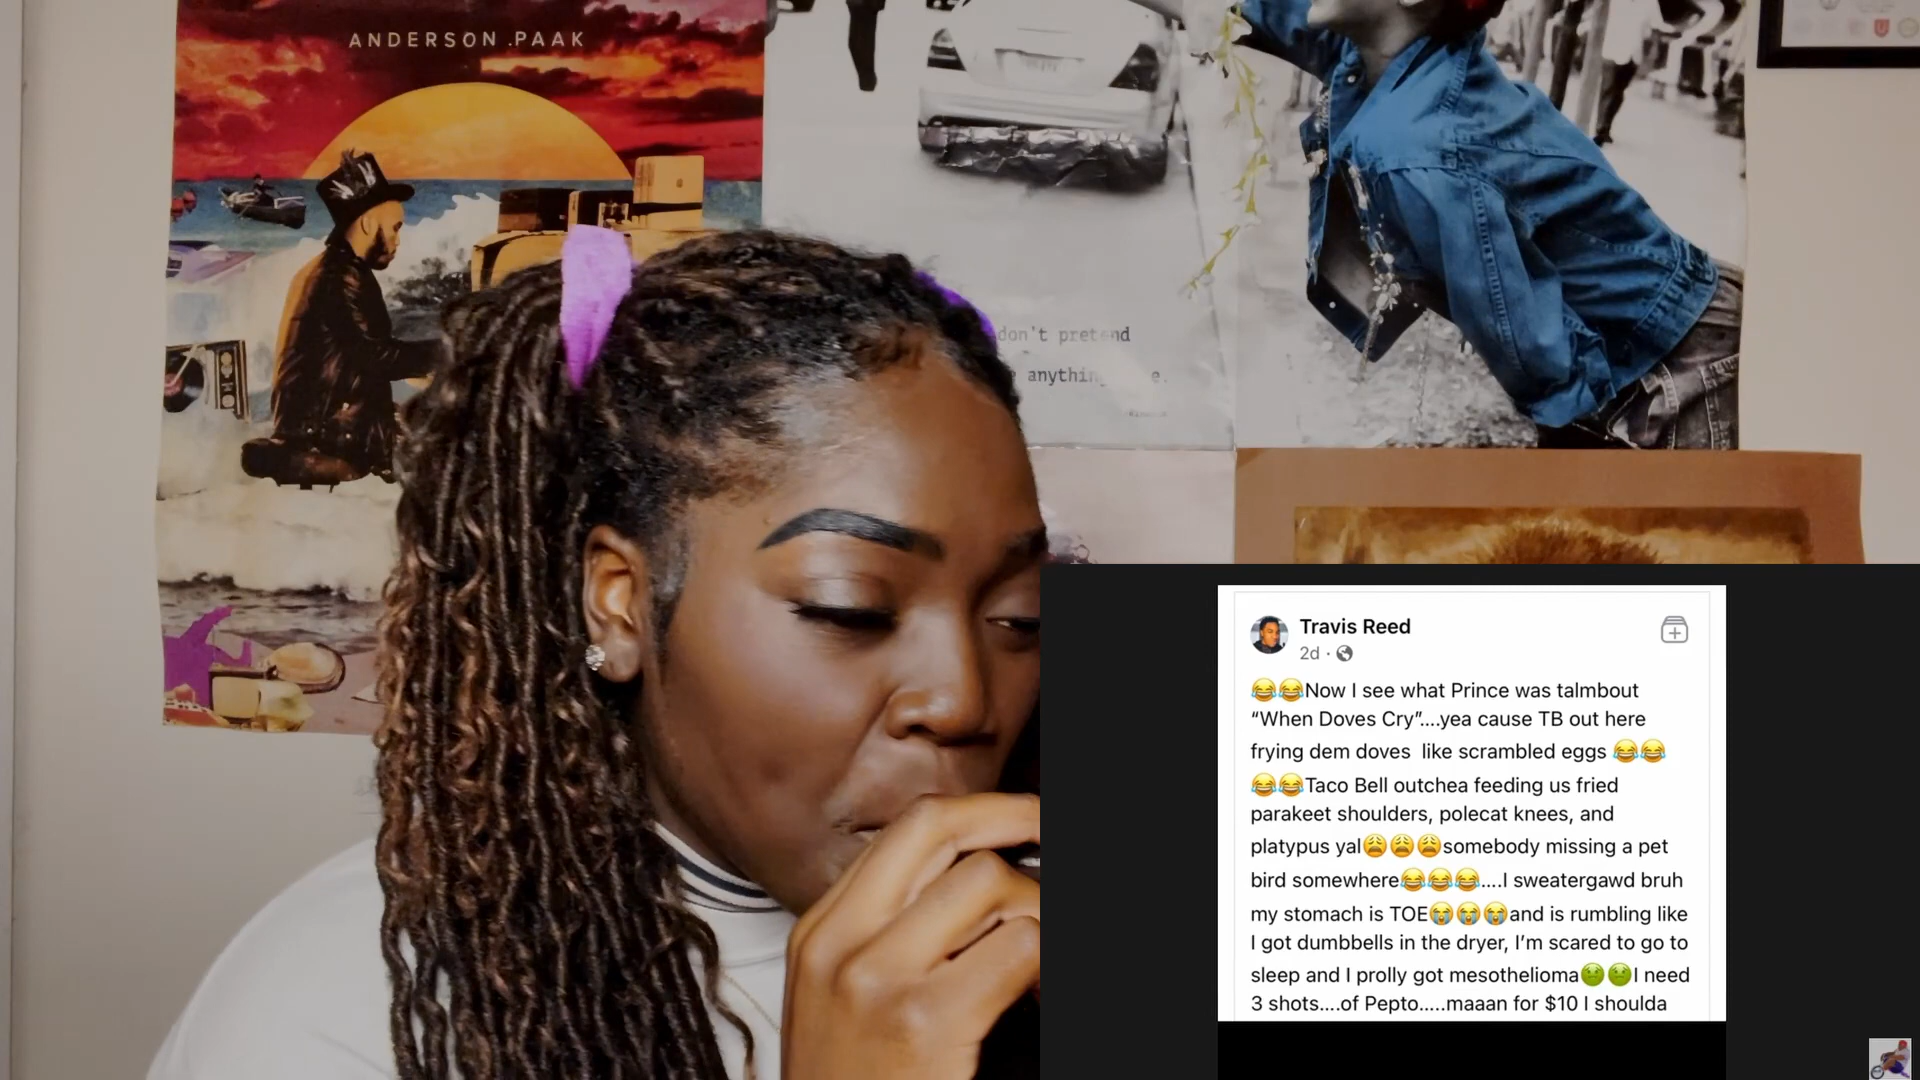 ANDERSON .PAAK
don't pretend
anything
Travis Reed
2d ·
😂😂Now I see what Prince was talmbout
“When Doves Cry”....yea cause TB out here
frying dem doves like scrambled eggs 😂😂
😂😂Taco Bell outchea feeding us fried
parakeet shoulders, polecat knees, and
platypus yal😩😩😩somebody missing a pet
bird somewhere😂😂😂....I sweatergawd bruh
my stomach is TOE😭😭😭and is rumbling like
I got dumbbells in the dryer, I’m scared to go to
sleep and I prolly got mesothelioma🤢🤢I need
3 shots....of Pepto.....maaan for $10 I shoulda